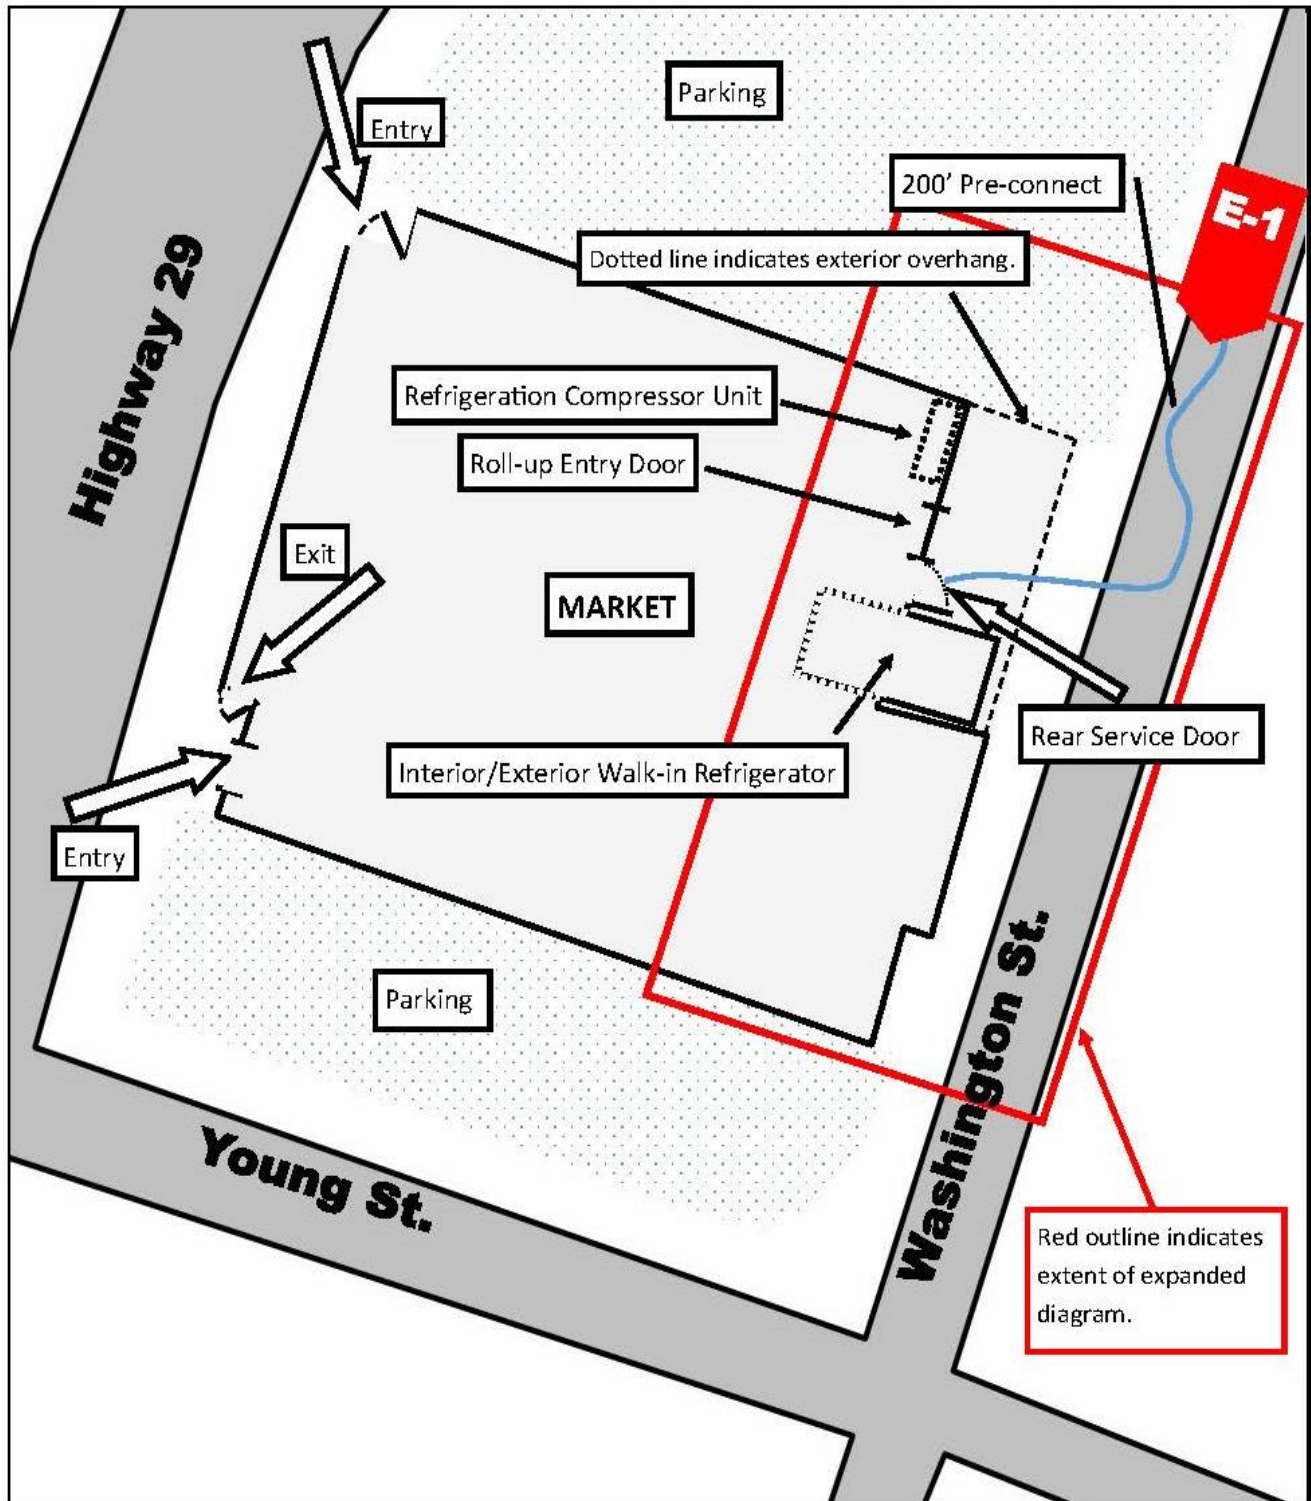 Parking
Entry
200' Pre-connect
E-1
Dotted line indicates exterior overhang.
Highway 29
Refrigeration Compressor Unit
Roll-up Entry Door
Exit
MARKET
Rear Service Door
Interior/Exterior Walk-in Refrigerator
Entry
Parking
Washington St.
Young St.
Red outline indicates
extent of expanded
diagram.